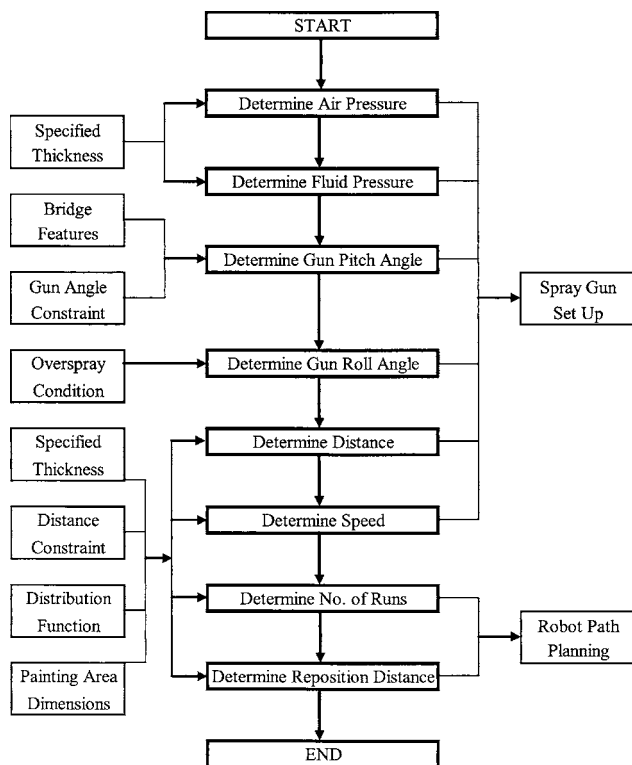 START
Determine Air Pressure
Specified
Thickness
Determine Fluid Pressure
Bridge
Features
Determine Gun Pitch Angle
Gun Angle
Constraint
Spray Gun
Set Up
Overspray
Condition
Determine Gun Roll Angle
Specified
Thickness
Determine Distance
Distance
Constraint
Determine Speed
Distribution
Function
Determine No. of Runs
Robot Path
Planning
Painting Area
Dimensions
Determine Reposition Distance
END